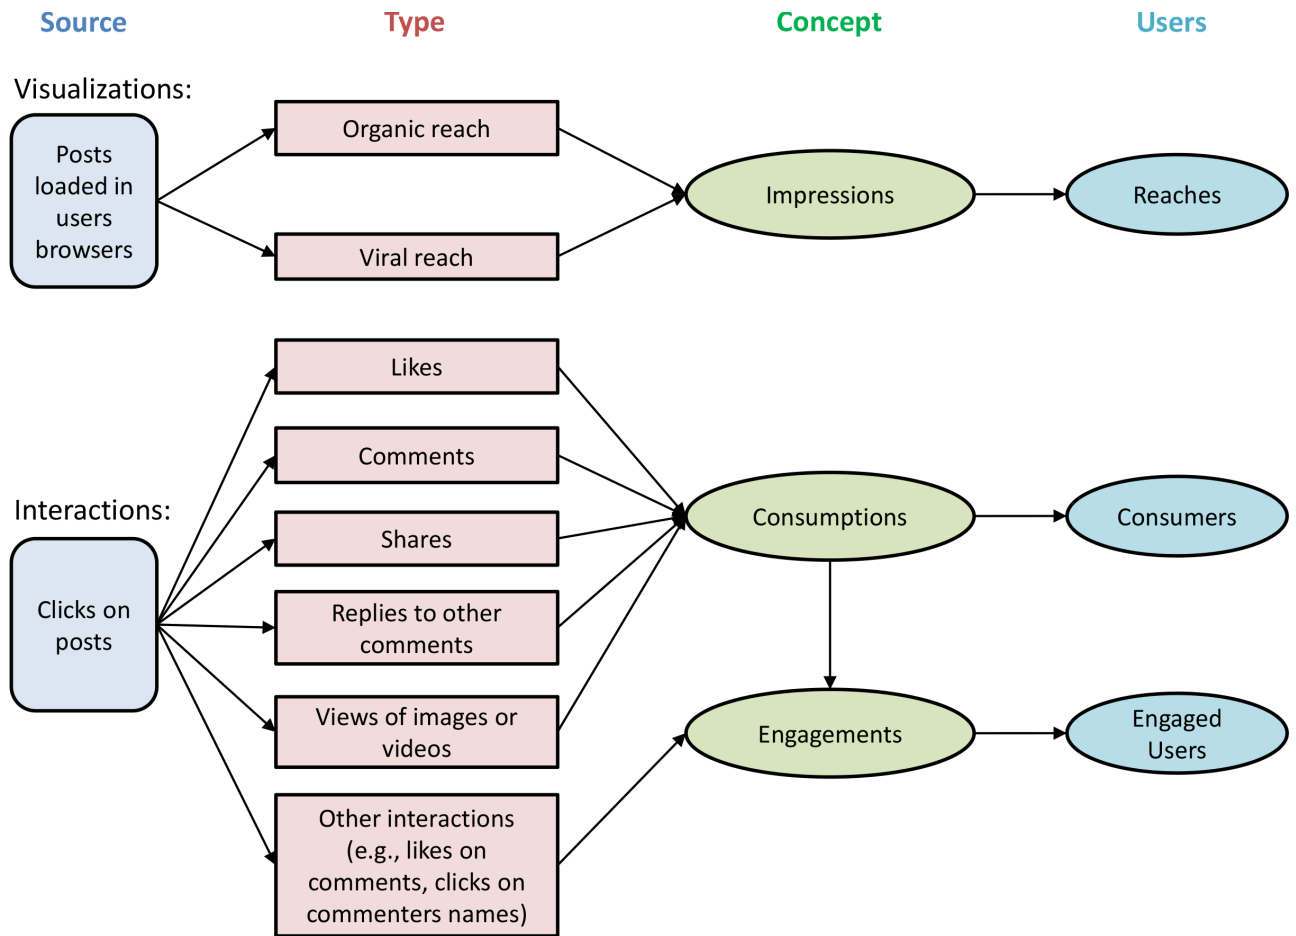 Source
Type
Concept
Users
Visualizations:
Posts
loaded in
users
browsers
Organic reach
Viral reach
Impressions
Reaches
Interactions:
Clicks on
posts
Likes
Comments
Shares
Replies to other
comments
Views of images or
videos
Other interactions
(e.g., likes on
comments, clicks on
commenters names)
Consumptions
Consumers
Engagements
Engaged
Users